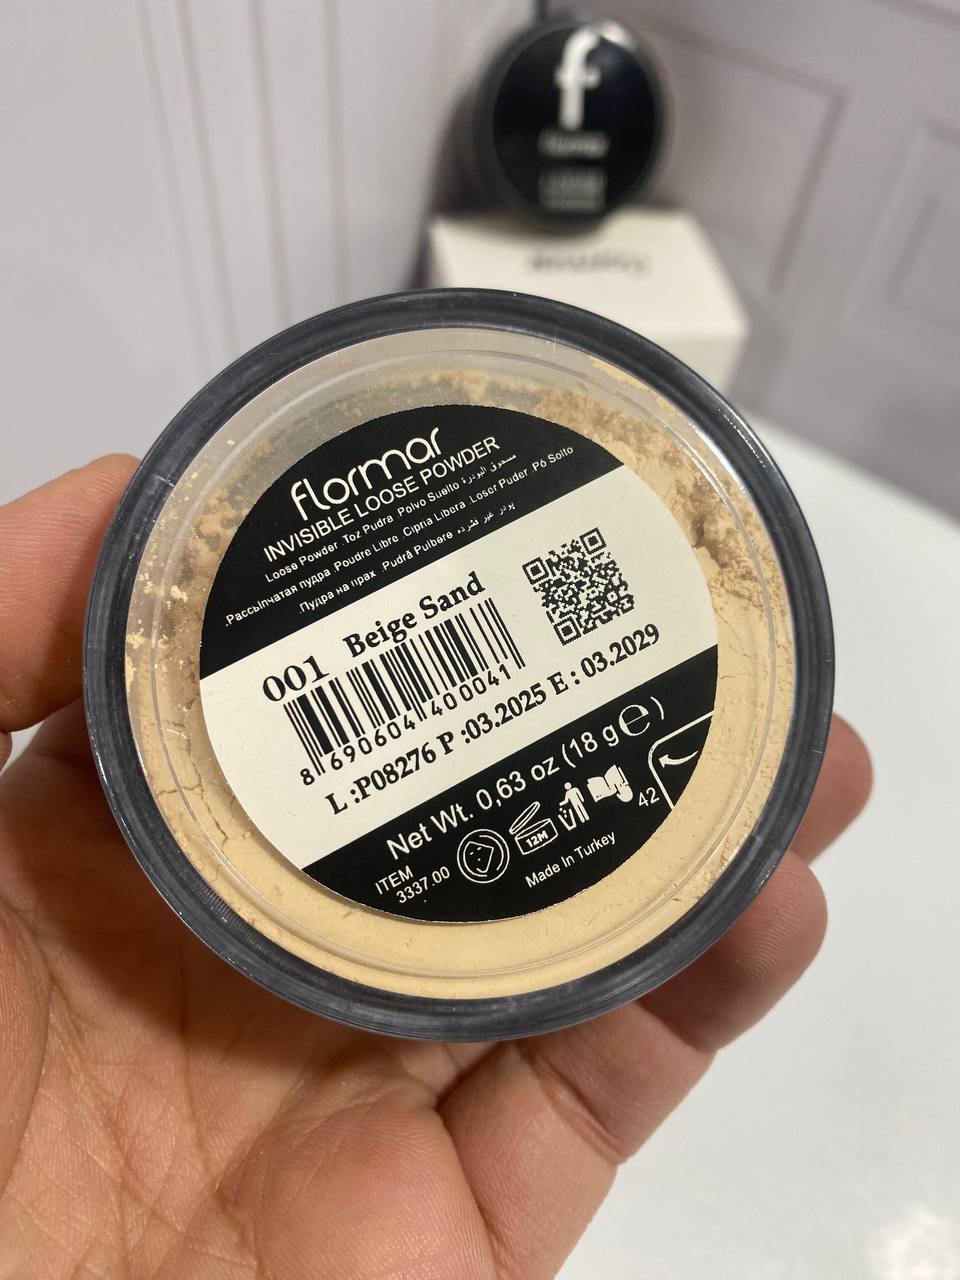 f
flormar
flormar
INVISIBLE LOOSE POWDER
Loose Powder .Toz Pudra .Polvo Suelto .مسحوق البودرة
.Рассыпчатая пудра .Poudre Libre .Cipria Libera .Loser Puder .Pó Solto
.Пудра на прах .Pudră Pulbere .پودر غیر فشرده
001 Beige Sand
8 690604 400041
L :P08276 P :03.2025 E : 03.2029
Net Wt. 0,63 oz (18 g e)
ITEM
3337.00
12M
42
Made In Turkey